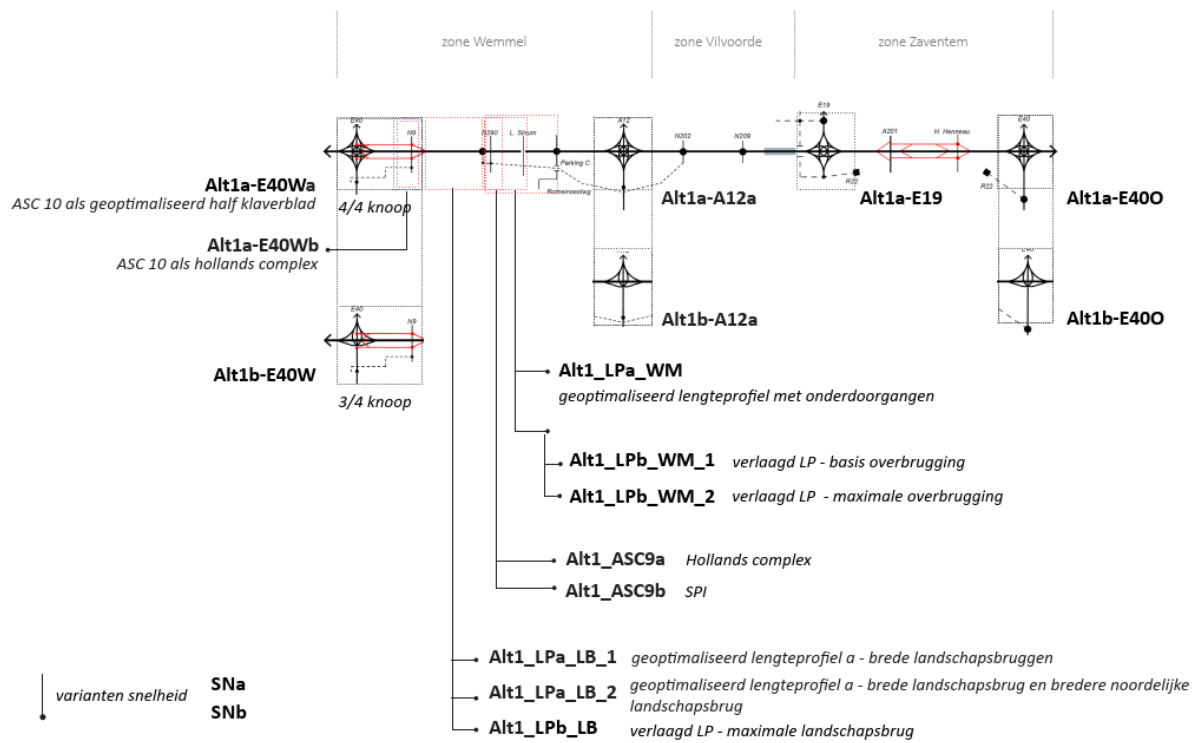 zone Wemmel
zone Vilvoorde
zone Zaventem
E40
N9
N290
L. Strum
A12
N202
N209
E19
A201
H. Henneau
E40
Parking C
Romeinsesteg
R22
R22
Alt1a-E40Wa
ASC 10 als geoptimaliseerd half klaverblad
4/4 knoop
Alt1a-A12a
Alt1a-E19
Alt1a-E40O
Alt1a-E40Wb
ASC 10 als hollands complex
Alt1b-A12a
Alt1b-E40O
E40
N9
Alt1b-E40W
3/4 knoop
Alt1_LPa_WM
geoptimaliseerd lengteprofiel met onderdoorgangen
Alt1_LPb_WM_1 verlaagd LP - basis overbrugging
Alt1_LPb_WM_2 verlaagd LP - maximale overbrugging
Alt1_ASC9a Hollands complex
Alt1_ASC9b SPI
Alt1_LPa_LB_1 geoptimaliseerd lengteprofiel a - brede landschapsbruggen
Alt1_LPa_LB_2 geoptimaliseerd lengteprofiel a - brede landschapsbrug en bredere noordelijke
landschapsbrug
Alt1_LPb_LB verlaagd LP - maximale landschapsbrug
varianten snelheid
SNa
SNb